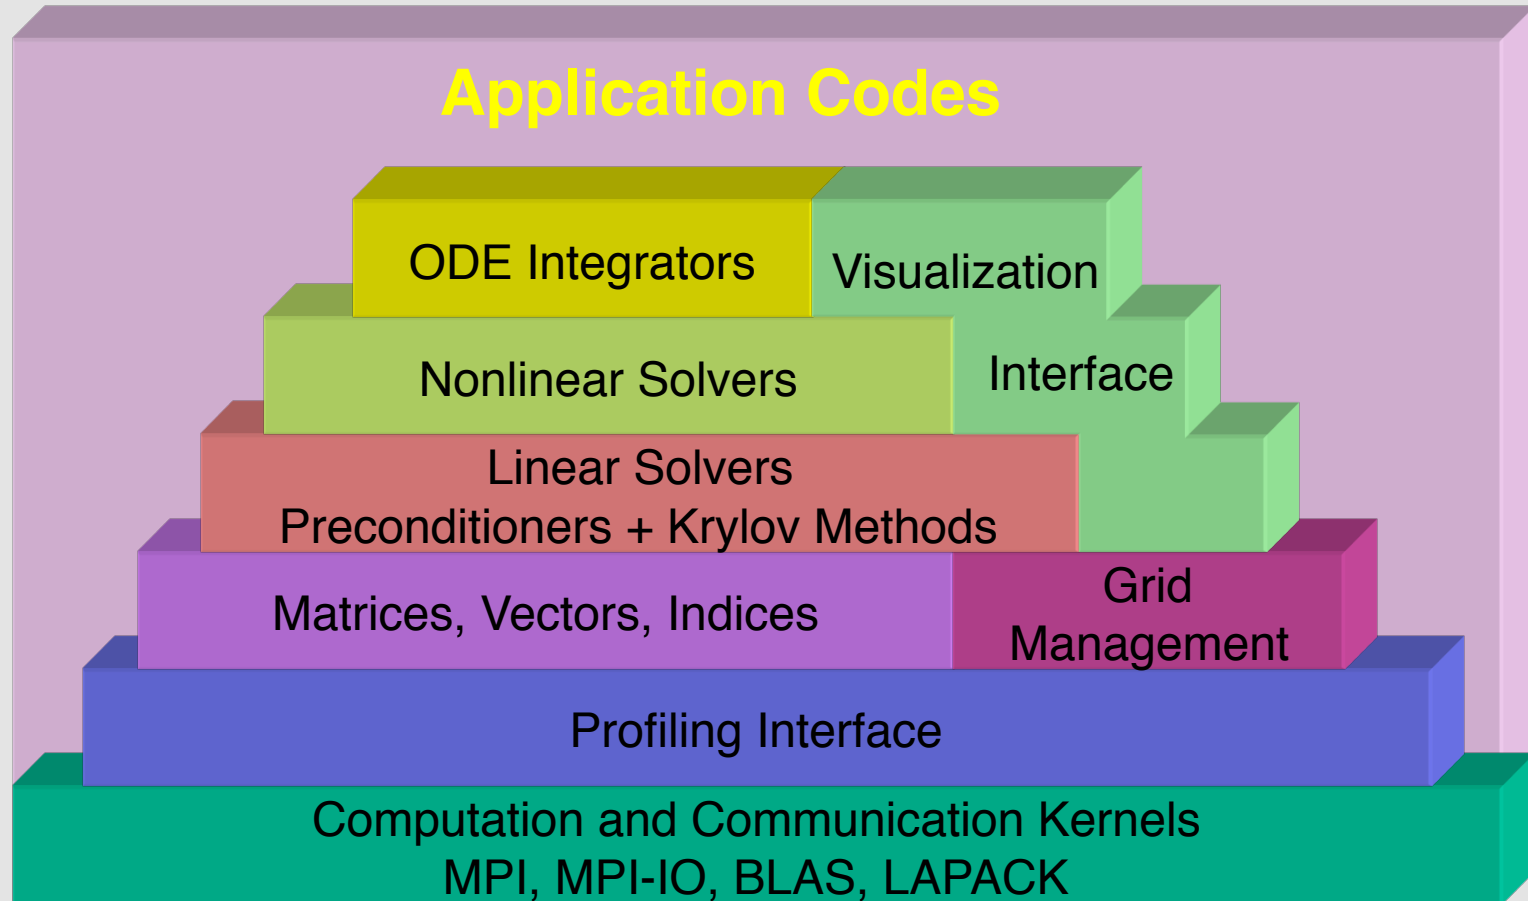 Application Codes
ODE Integrators
Visualization
Nonlinear Solvers
Interface
Linear Solvers
Preconditioners + Krylov Methods
Matrices, Vectors, Indices
Grid
Management
Profiling Interface
Computation and Communication Kernels
MPI, MPI-IO, BLAS, LAPACK